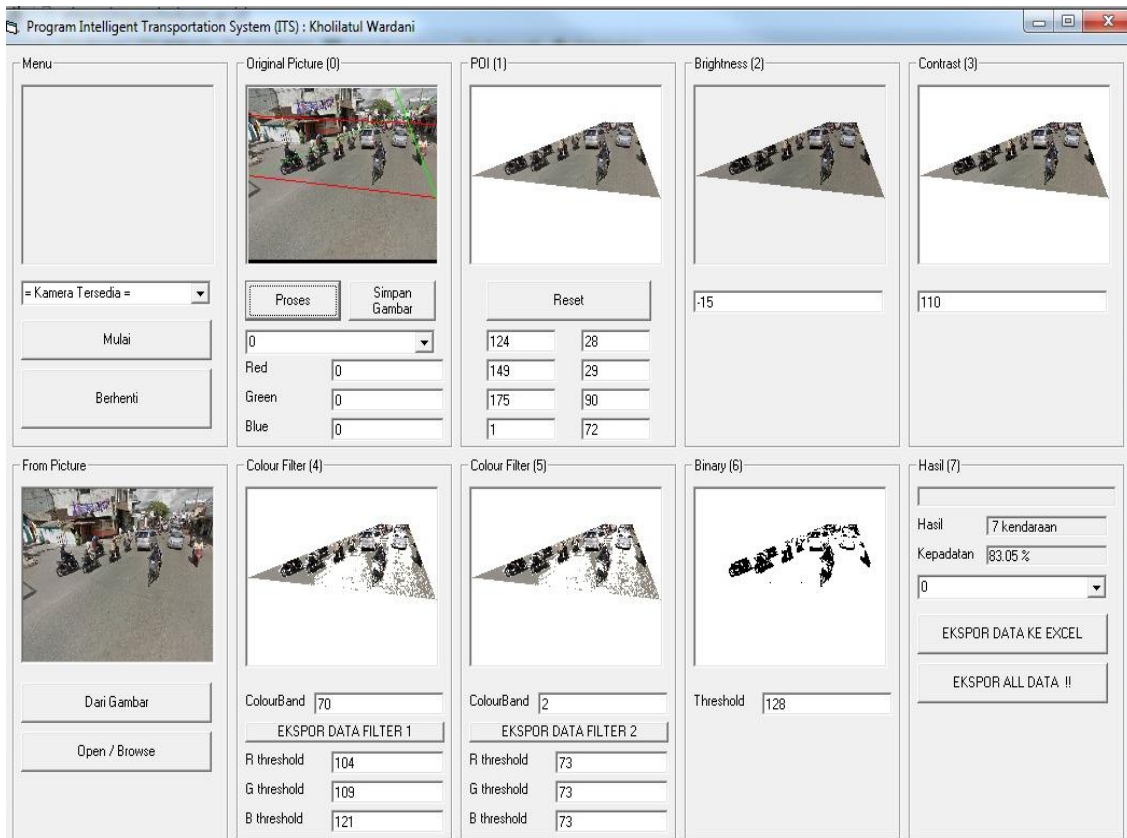 Program Intelligent Transportation System (ITS) : Kholilatul Wardani
Menu
= Kamera Tersedia =
Mulai
Berhenti
Original Picture (0)
Proses
Simpan
Gambar
0
Red 0
Green 0
Blue 0
POI (1)
Reset
124 28
149 29
175 90
1 72
Brightness (2)
-15
Contrast (3)
110
From Picture
Dari Gambar
Open / Browse
Colour Filter (4)
ColourBand 70
EKSPOR DATA FILTER 1
R threshold 104
G threshold 109
B threshold 121
Colour Filter (5)
ColourBand 2
EKSPOR DATA FILTER 2
R threshold 73
G threshold 73
B threshold 73
Binary (6)
Threshold 128
Hasil (7)
Hasil 7 kendaraan
Kepadatan 83.05 %
0
EKSPOR DATA KE EXCEL
EKSPOR ALL DATA !!